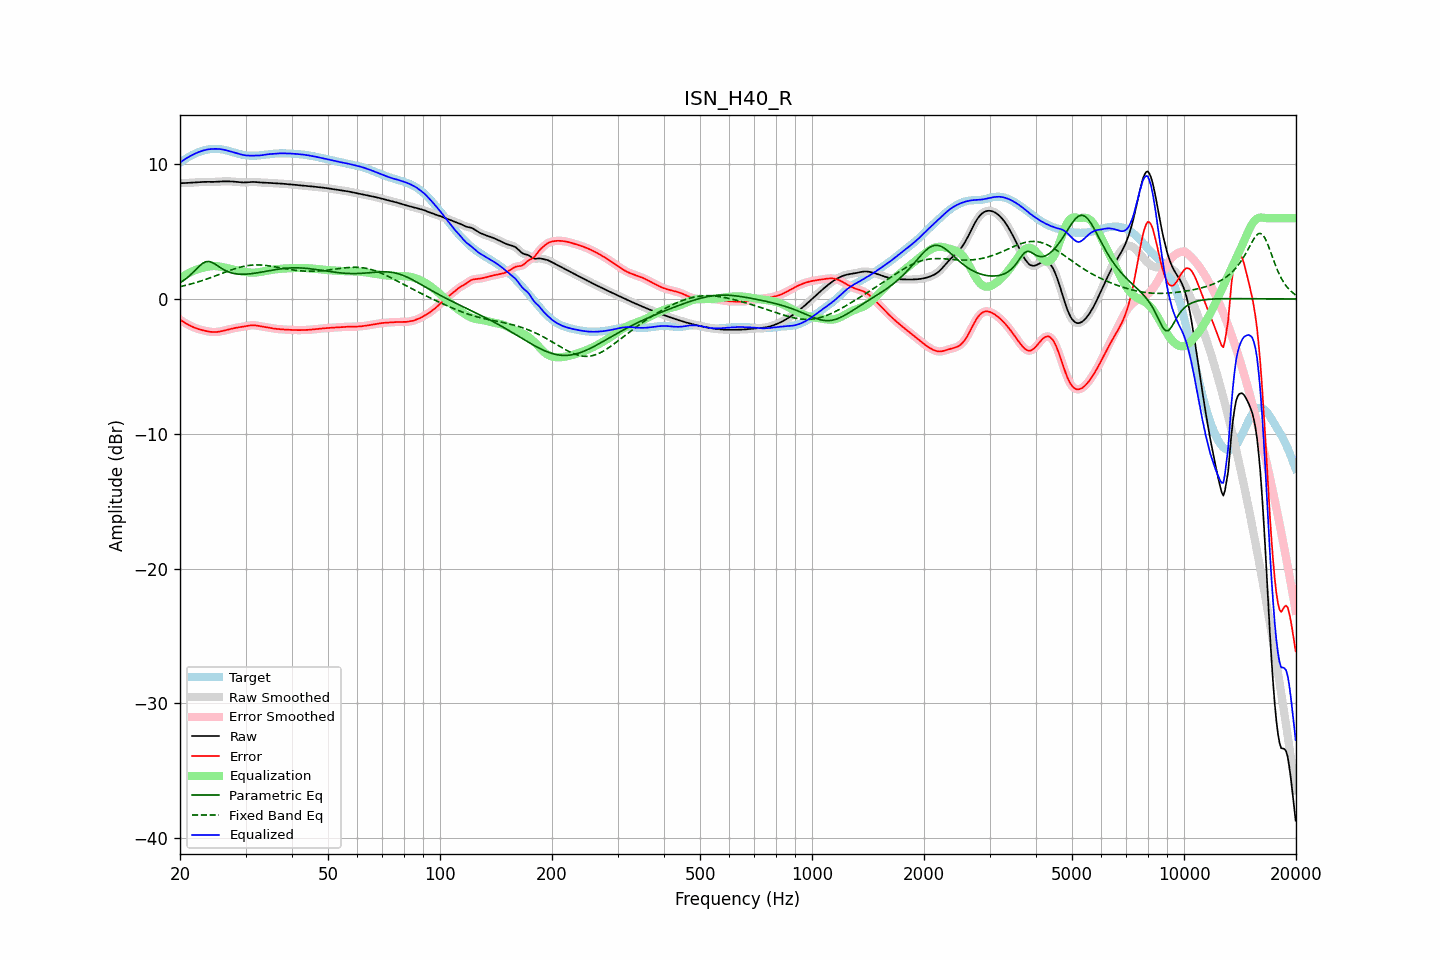 ISN_H40_R
Amplitude (dBr)
10
0
−10
−20
−30
−40
Target
Raw Smoothed
Error Smoothed
Raw
Error
Equalization
Parametric Eq
Fixed Band Eq
Equalized
20 50 100 200 500 1000 2000 5000 10000 20000
Frequency (Hz)